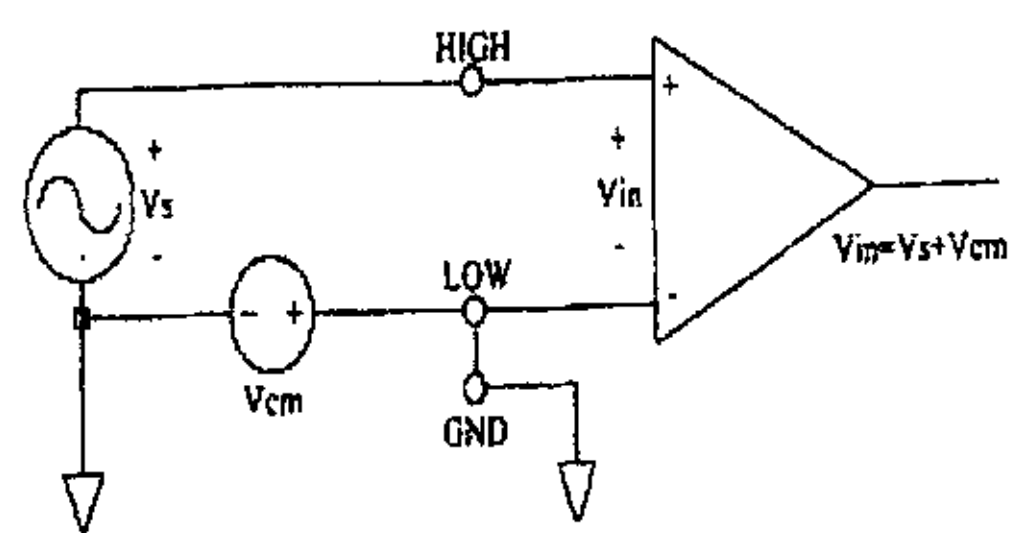 HIGH
+
+
+
Vs
Vin
-
-
LOW
-
Vin=Vs+Vcm
- +
Vcm
GND